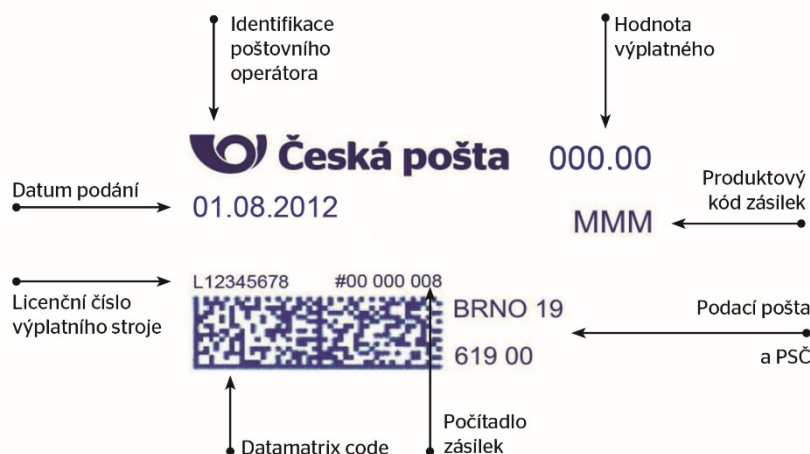 Identifikace
poštovního
operátora
Hodnota
výplatného
Česká pošta
000.00
Datum podání
01.08.2012
Produktový
kód zásilek
MMM
L12345678
#00 000 008
Licenční číslo
výplatního stroje
BRNO 19
619 00
Podací pošta
a PSČ
Datamatrix code
Počítadlo
zásilek